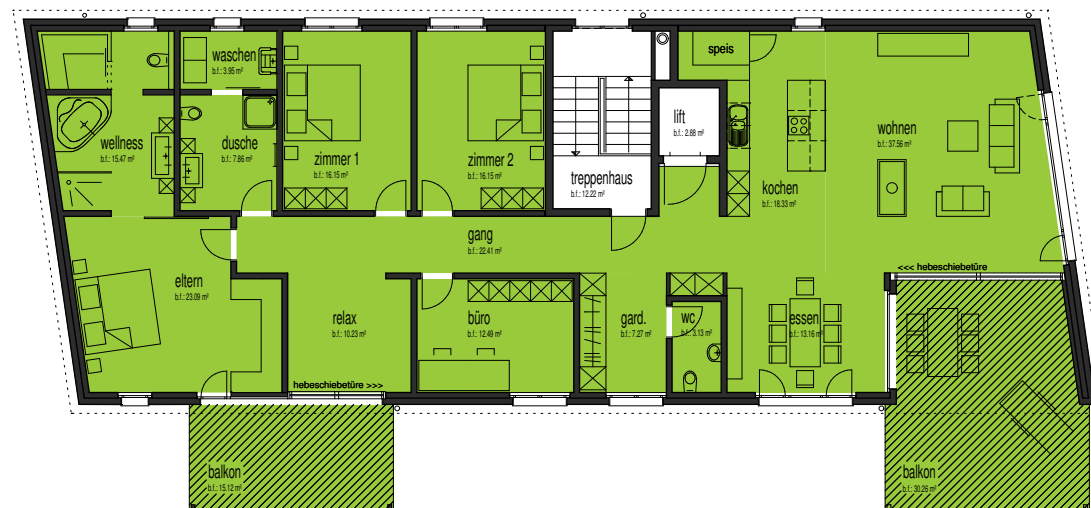 waschen
b.f.: 3.95 m²
speis
wellness
b.f.: 15.47 m²
dusche
b.f.: 7.86 m²
zimmer 1
b.f.: 16.15 m²
zimmer 2
b.f.: 16.15 m²
treppenhaus
b.f.: 12.22 m²
lift
b.f.: 2.88 m²
kochen
b.f.: 18.33 m²
wohnen
b.f.: 37.56 m²
gang
b.f.: 22.41 m²
<<< hebeschiebetüre
eltern
b.f.: 23.09 m²
relax
b.f.: 10.23 m²
büro
b.f.: 12.49 m²
gard.
b.f.: 7.27 m²
wc
b.f.: 3.13 m²
essen
b.f.: 13.16 m²
hebeschiebetüre >>>
balkon
b.f.: 15.12 m²
balkon
b.f.: 30.26 m²